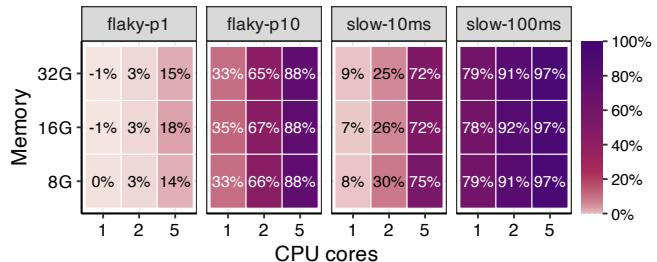 flaky-p1 flaky-p10 slow-10ms slow-100ms
100%
32G -1% 3% 15% 33% 65% 88% 9% 25% 72% 79% 91% 97%
80%
60%
Memory
16G -1% 3% 18% 35% 67% 88% 7% 26% 72% 78% 92% 97%
40%
8G 0% 3% 14% 33% 66% 88% 8% 30% 75% 79% 91% 97%
20%
0%
1 2 5 1 2 5 1 2 5 1 2 5
CPU cores